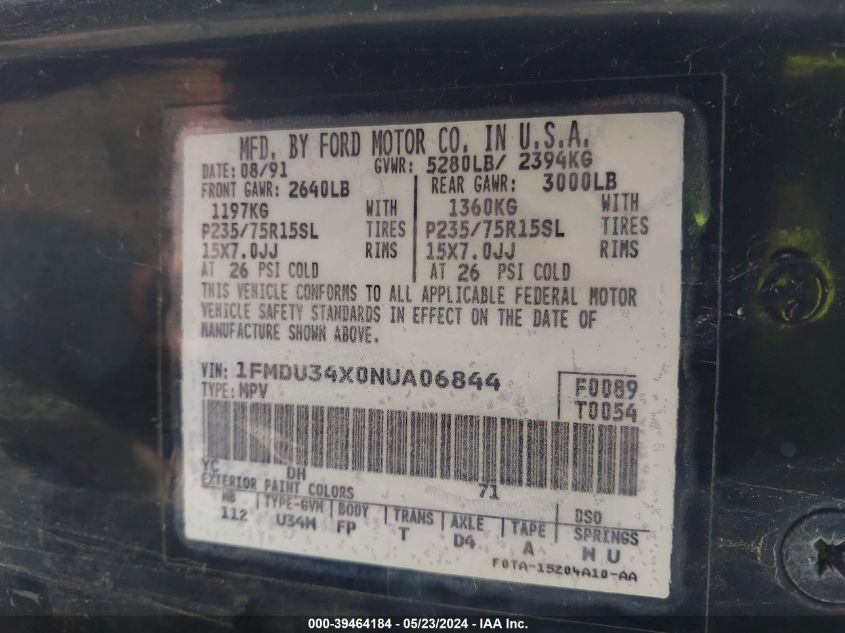 MFD. BY FORD MOTOR CO. IN U.S.A.
DATE: 08/91 GVWR: 5280LB/ 2394KG
FRONT GAWR: 2640LB REAR GAWR: 3000LB
1197KG WITH 1360KG WITH
P235/75R15SL TIRES P235/75R15SL TIRES
15X7.0JJ RIMS 15X7.0JJ RIMS
AT 26 PSI COLD AT 26 PSI COLD
THIS VEHICLE CONFORMS TO ALL APPLICABLE FEDERAL MOTOR
VEHICLE SAFETY STANDARDS IN EFFECT ON THE DATE OF
MANUFACTURE SHOWN ABOVE.
VIN: 1FMDU34X0NUA06844 F0089
TYPE: MPV T0054
YC DH
EXTERIOR PAINT COLORS 71 DSO
WB TYPE-GVW BODY TRANS AXLE TAPE SPRINGS
112 U34W FP T D4 A W U
F0TA-15204A10-AA
000-39464184 - 05/23/2024 - IAA Inc.